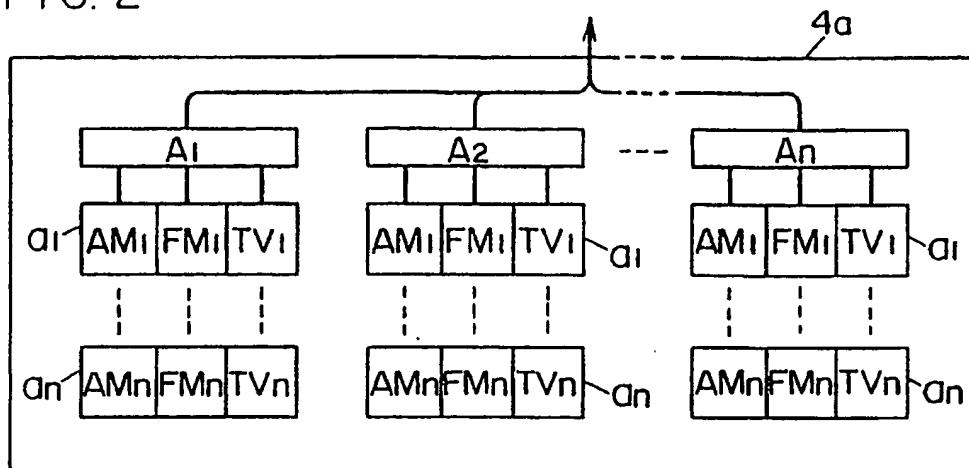 FIG. 2
4a
A1 A2 An
a1 AM1 FM1 TV1 AM1 FM1 TV1 a1 AM1 FM1 TV1 a1
an AMn FMn TVn AMn FMn TVn an AMn FMn TVn an